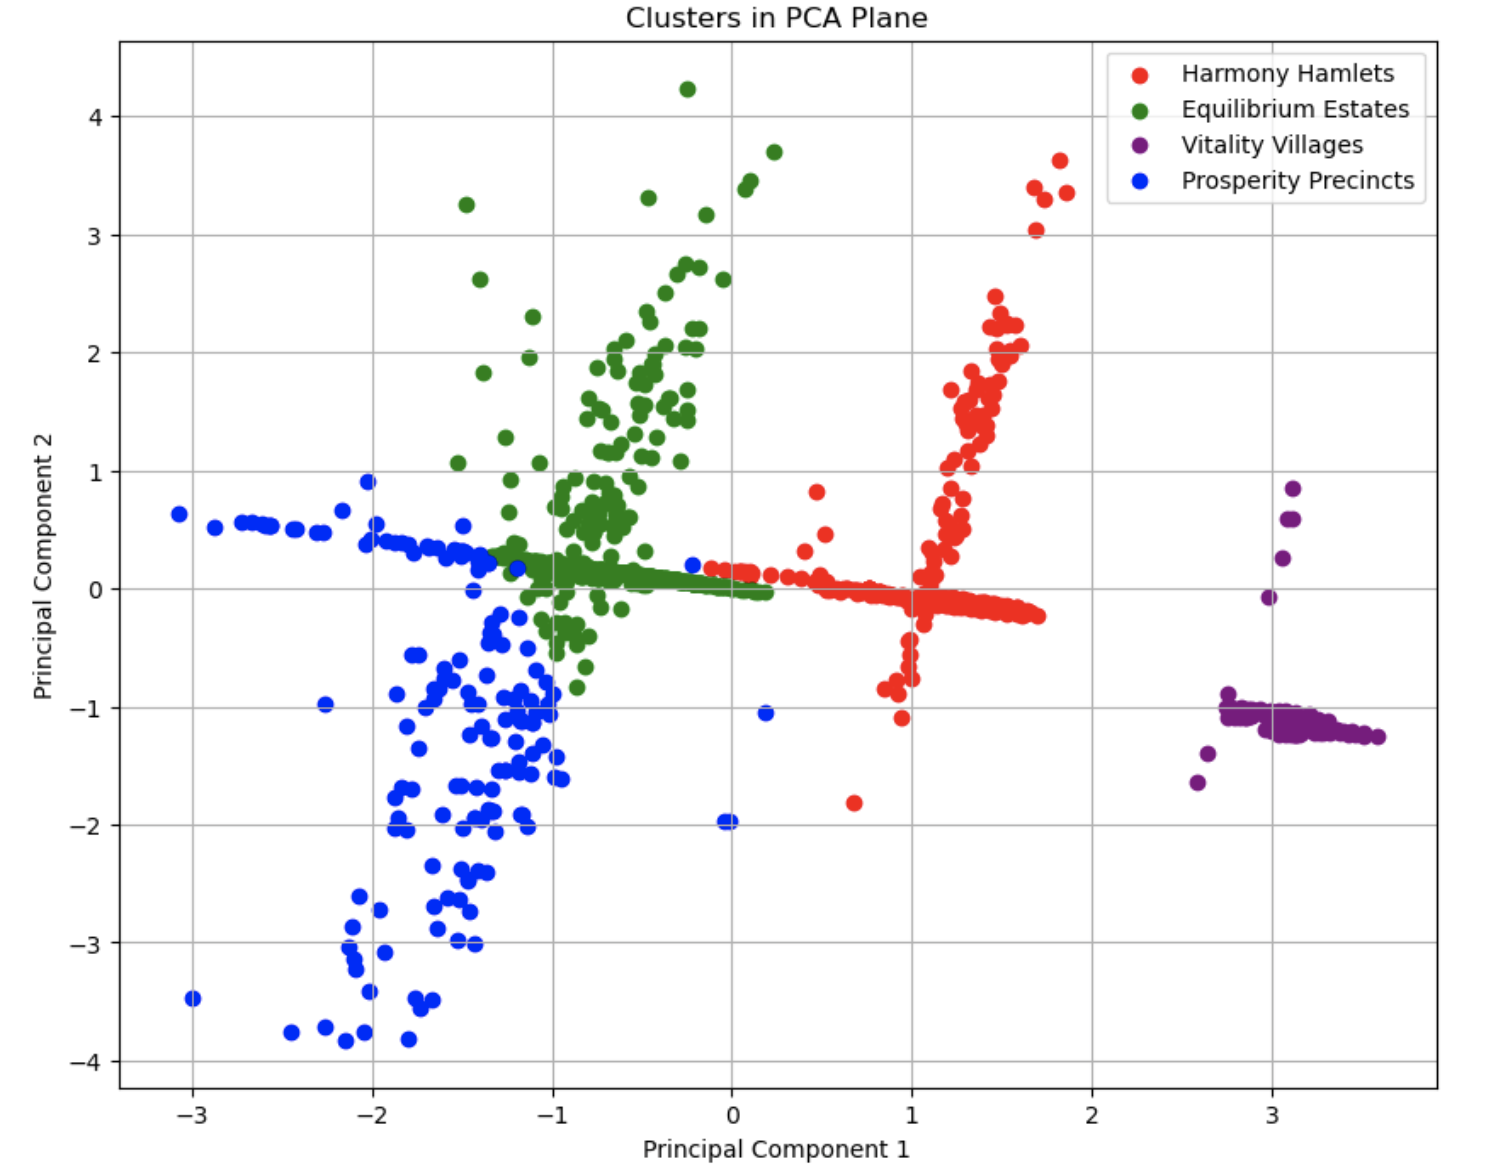 Clusters in PCA Plane
Harmony Hamlets
Equilibrium Estates
Vitality Villages
Prosperity Precincts
4
3
2
1
0
−1
−2
−3
−4
Principal Component 2
−3
−2
−1
0
1
2
3
Principal Component 1